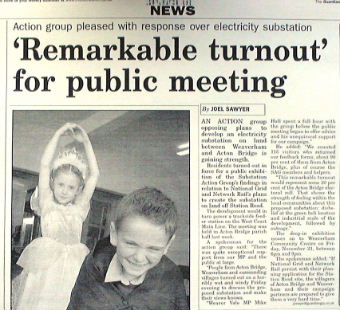 NEWS
Action group pleased with response over electricity substation
'Remarkable turnout'
for public meeting
By JOEL SAWYER
AN ACTION group
opposing plans to
develop an electricity
substation on land
between Weaverham
and Acton Bridge is
gaining strength.
Residents turned out in
force for a public exhibi-
tion of the Substation
Action Group's findings in
relation to National Grid
and Network Rail's plans
to create the substation
on land off Station Road.
The development would in
turn power a trackside feed-
er station on the West Coast
Main Line. The meeting was
held in Acton Bridge parish
hall last week.
A spokesman for the
action group said: "There
was quite exceptional sup-
port from our MP and the
public at large.
"People from Acton Bridge,
Weaverham and outstanding
villages turned out on a hor-
ribly wet and windy Friday
evening to discuss the pro-
posed substation and make
their views known.
"Weaver Vale MP Mike
Hall spent a full hour with
the group before the public
meeting began to offer advice
and his unequivocal support
for our campaign."
He added: "We counted
116 visitors who returned
our feedback forms, about 90
per cent of them from Acton
Bridge, plus of course the
SAG members and helpers.
"This remarkable turnout
would represent some 20 per
cent of the Acton Bridge elec-
toral roll. That shows the
strength of feeling within the
local communities about this
proposed substation
at the green belt location
and industrial scale of the
development, followed by
The drop-in exhibition
moves on to Weaverham
Community Centre on Fri-
day, November 21, between
6pm and 9pm.
The spokesman added: "If
National Grid and Network
Rail persist with their plan-
ning application for the Sta-
tion Road site, the villagers
of Acton Bridge and Weaver-
ham and their campaign
partners are prepared to give
them a very hard time."